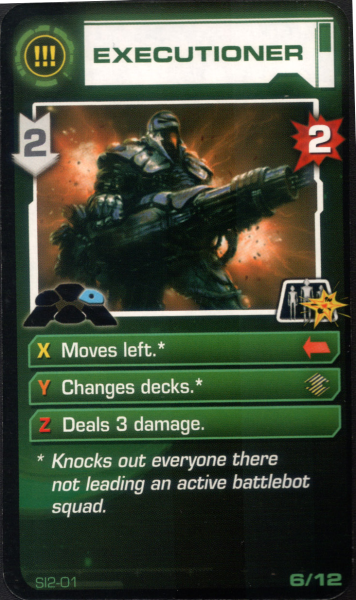 !!!
EXECUTIONER
2
2
X Moves left.*
Y Changes decks.*
Z Deals 3 damage.
* Knocks out everyone there
not leading an active battlebot
squad.
SI2-01
6/12